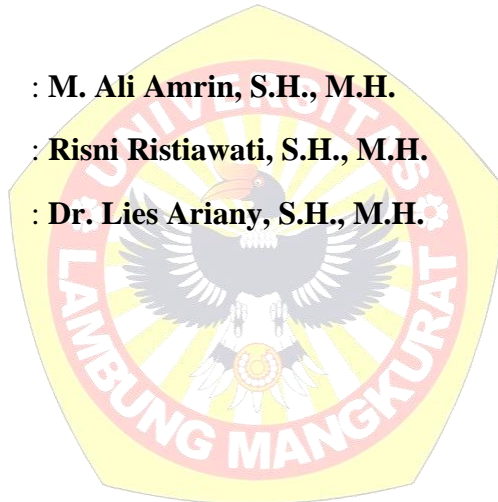 : M. Ali Amrin, S.H., M.H.
: Risni Ristiawati, S.H., M.H.
: Dr. Lies Ariany, S.H., M.H.
UNIVERSITAS
LAMBUNG MANGKURAT